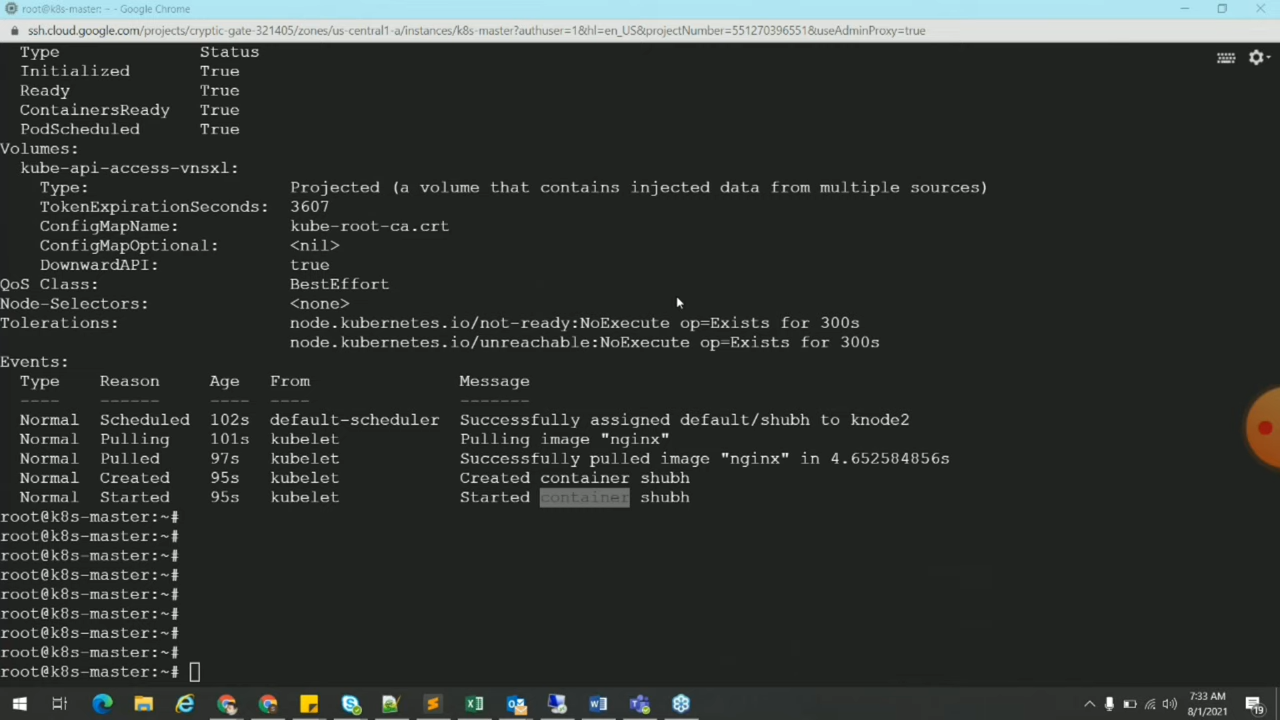 root@k8s-master: ~ - Google Chrome
ssh.cloud.google.com/projects/cryptic-gate-321405/zones/us-central1-a/instances/k8s-master?authuser=1&hl=en_US&projectNumber=551270396551&useAdminProxy=true
Type Status
Initialized True
Ready True
ContainersReady True
PodScheduled True
Volumes:
kube-api-access-vnsxl:
Type: Projected (a volume that contains injected data from multiple sources)
TokenExpirationSeconds: 3607
ConfigMapName: kube-root-ca.crt
ConfigMapOptional: <nil>
DownwardAPI: true
QoS Class: BestEffort
Node-Selectors: <none>
Tolerations: node.kubernetes.io/not-ready:NoExecute op=Exists for 300s
node.kubernetes.io/unreachable:NoExecute op=Exists for 300s
Events:
Type Reason Age From Message
---- ------ ---- ---- -------
Normal Scheduled 102s default-scheduler Successfully assigned default/shubh to knode2
Normal Pulling 101s kubelet Pulling image "nginx"
Normal Pulled 97s kubelet Successfully pulled image "nginx" in 4.652584856s
Normal Created 95s kubelet Created container shubh
Normal Started 95s kubelet Started container shubh
root@k8s-master:~#
root@k8s-master:~#
root@k8s-master:~#
root@k8s-master:~#
root@k8s-master:~#
root@k8s-master:~#
root@k8s-master:~#
root@k8s-master:~#
root@k8s-master:~#
7:33 AM
8/1/2021
19